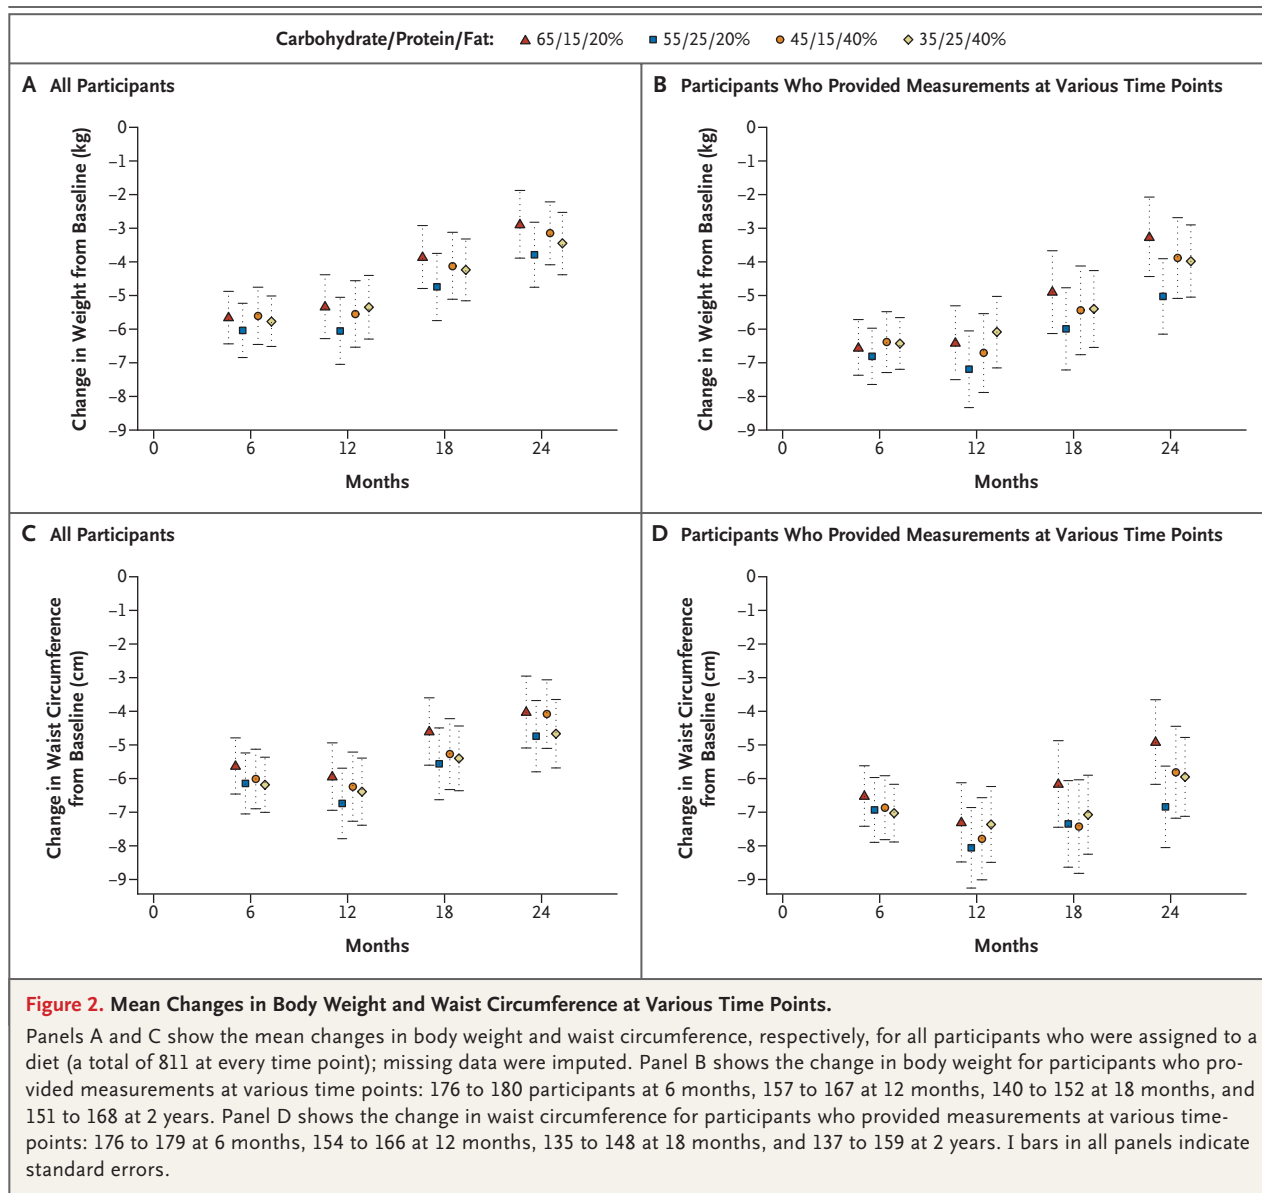 Carbohydrate/Protein/Fat: 65/15/20% 55/25/20% 45/15/40% 35/25/40%
A All Participants
0
–1
–2
–3
–4
–5
–6
–7
–8
–9
Change in Weight from Baseline (kg)
0 6 12 18 24
Months
B Participants Who Provided Measurements at Various Time Points
0
–1
–2
–3
–4
–5
–6
–7
–8
–9
Change in Weight from Baseline (kg)
0 6 12 18 24
Months
C All Participants
0
–1
–2
–3
–4
–5
–6
–7
–8
–9
Change in Waist Circumference
from Baseline (cm)
0 6 12 18 24
Months
D Participants Who Provided Measurements at Various Time Points
0
–1
–2
–3
–4
–5
–6
–7
–8
–9
Change in Waist Circumference
from Baseline (cm)
0 6 12 18 24
Months
Figure 2. Mean Changes in Body Weight and Waist Circumference at Various Time Points.
Panels A and C show the mean changes in body weight and waist circumference, respectively, for all participants who were assigned to a
diet (a total of 811 at every time point); missing data were imputed. Panel B shows the change in body weight for participants who pro-
vided measurements at various time points: 176 to 180 participants at 6 months, 157 to 167 at 12 months, 140 to 152 at 18 months, and
151 to 168 at 2 years. Panel D shows the change in waist circumference for participants who provided measurements at various time-
points: 176 to 179 at 6 months, 154 to 166 at 12 months, 135 to 148 at 18 months, and 137 to 159 at 2 years. I bars in all panels indicate
standard errors.